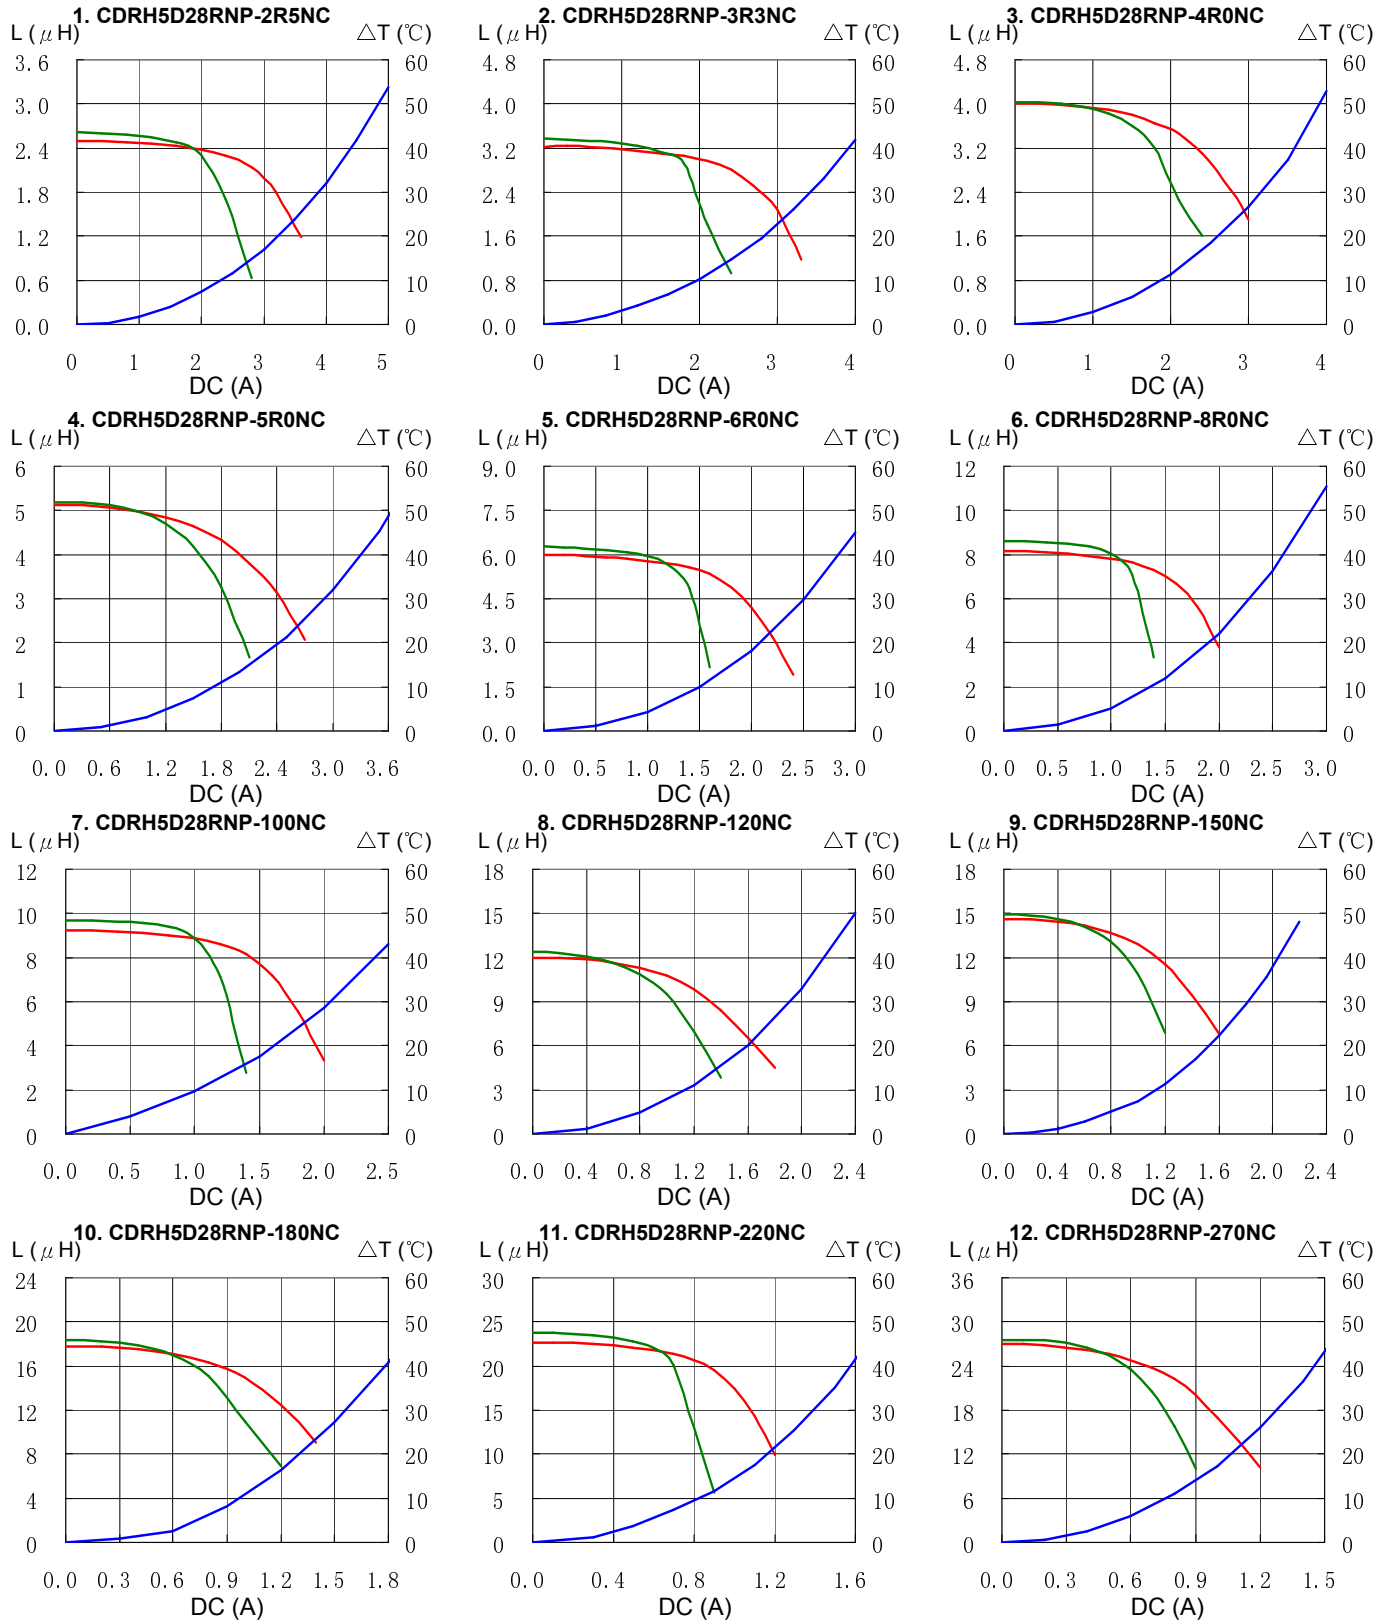 1. CDRH5D28RNP-2R5NC 2. CDRH5D28RNP-3R3NC 3. CDRH5D28RNP-4R0NC
L (μH) △T (℃) L (μH) △T (℃) L (μH) △T (℃)
3.6 60 4.8 60 4.8 60
3.0 50 4.0 50 4.0 50
2.4 40 3.2 40 3.2 40
1.8 30 2.4 30 2.4 30
1.2 20 1.6 20 1.6 20
0.6 10 0.8 10 0.8 10
0.0 0 0.0 0 0.0 0
0 1 2 3 4 5 0 1 2 3 4 0 1 2 3 4
DC (A) DC (A) DC (A)
4. CDRH5D28RNP-5R0NC 5. CDRH5D28RNP-6R0NC 6. CDRH5D28RNP-8R0NC
L (μH) △T (℃) L (μH) △T (℃) L (μH) △T (℃)
6 60 9.0 60 12 60
5 50 7.5 50 10 50
4 40 6.0 40 8 40
3 30 4.5 30 6 30
2 20 3.0 20 4 20
1 10 1.5 10 2 10
0 0 0.0 0 0 0
0.0 0.6 1.2 1.8 2.4 3.0 3.6 0.0 0.5 1.0 1.5 2.0 2.5 3.0 0.0 0.5 1.0 1.5 2.0 2.5 3.0
DC (A) DC (A) DC (A)
7. CDRH5D28RNP-100NC 8. CDRH5D28RNP-120NC 9. CDRH5D28RNP-150NC
L (μH) △T (℃) L (μH) △T (℃) L (μH) △T (℃)
12 60 18 60 18 60
10 50 15 50 15 50
8 40 12 40 12 40
6 30 9 30 9 30
4 20 6 20 6 20
2 10 3 10 3 10
0 0 0 0 0 0
0.0 0.5 1.0 1.5 2.0 2.5 0.0 0.4 0.8 1.2 1.6 2.0 2.4 0.0 0.4 0.8 1.2 1.6 2.0 2.4
DC (A) DC (A) DC (A)
10. CDRH5D28RNP-180NC 11. CDRH5D28RNP-220NC 12. CDRH5D28RNP-270NC
L (μH) △T (℃) L (μH) △T (℃) L (μH) △T (℃)
24 60 30 60 36 60
20 50 25 50 30 50
16 40 20 40 24 40
12 30 15 30 18 30
8 20 10 20 12 20
4 10 5 10 6 10
0 0 0 0 0 0
0.0 0.3 0.6 0.9 1.2 1.5 1.8 0.0 0.4 0.8 1.2 1.6 0.0 0.3 0.6 0.9 1.2 1.5
DC (A) DC (A) DC (A)